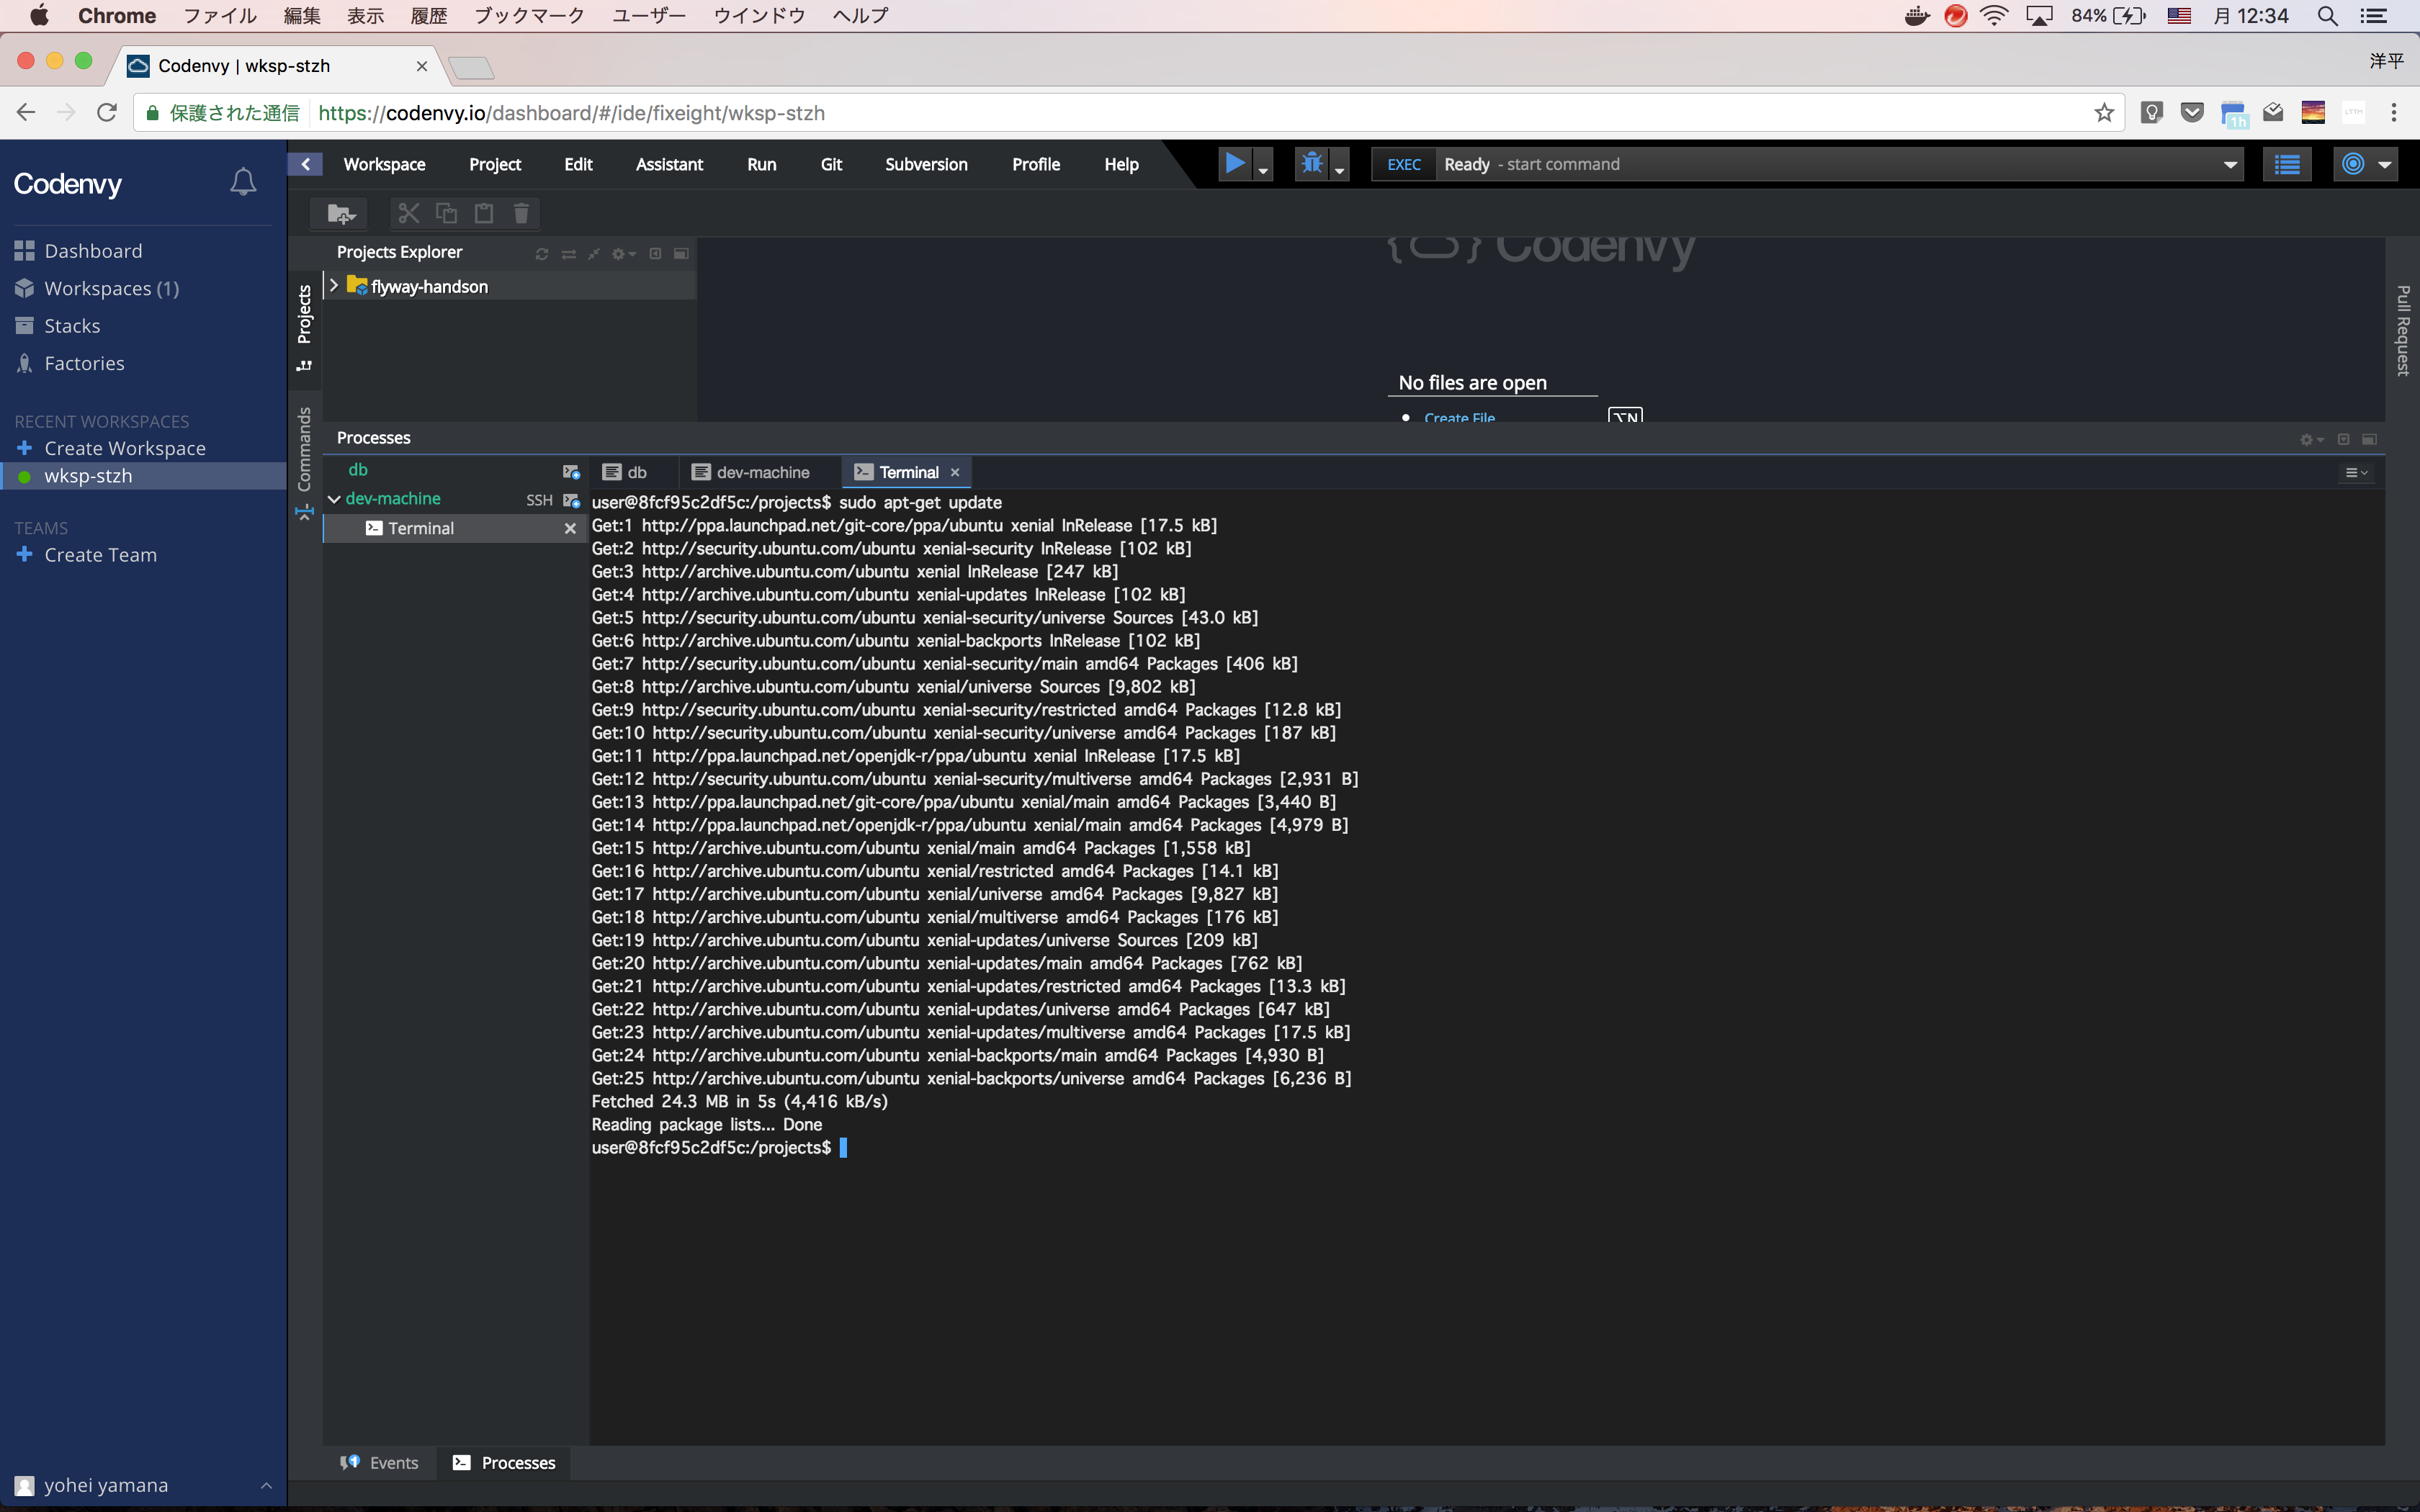 Chrome ファイル 編集 表示 履歴 ブックマーク ユーザー ウインドウ ヘルプ 84% 月 12:34
Codenvy | wksp-stzh 洋平
保護された通信 https://codenvy.io/dashboard/#/ide/fixeight/wksp-stzh 1h
Codenvy
Dashboard
Workspaces (1)
Stacks
Factories
RECENT WORKSPACES
Create Workspace
wksp-stzh
TEAMS
Create Team
yohei yamana
Workspace Project Edit Assistant Run Git Subversion Profile Help EXEC Ready - start command
Projects
Commands
Projects Explorer
flyway-handson
{ } Codenvy
No files are open
Create File ⌥N
Pull Request
Processes
db
dev-machine SSH
Terminal
db dev-machine Terminal
user@8fcf95c2df5c:/projects$ sudo apt-get update
Get:1 http://ppa.launchpad.net/git-core/ppa/ubuntu xenial InRelease [17.5 kB]
Get:2 http://security.ubuntu.com/ubuntu xenial-security InRelease [102 kB]
Get:3 http://archive.ubuntu.com/ubuntu xenial InRelease [247 kB]
Get:4 http://archive.ubuntu.com/ubuntu xenial-updates InRelease [102 kB]
Get:5 http://security.ubuntu.com/ubuntu xenial-security/universe Sources [43.0 kB]
Get:6 http://archive.ubuntu.com/ubuntu xenial-backports InRelease [102 kB]
Get:7 http://security.ubuntu.com/ubuntu xenial-security/main amd64 Packages [406 kB]
Get:8 http://archive.ubuntu.com/ubuntu xenial/universe Sources [9,802 kB]
Get:9 http://security.ubuntu.com/ubuntu xenial-security/restricted amd64 Packages [12.8 kB]
Get:10 http://security.ubuntu.com/ubuntu xenial-security/universe amd64 Packages [187 kB]
Get:11 http://ppa.launchpad.net/openjdk-r/ppa/ubuntu xenial InRelease [17.5 kB]
Get:12 http://security.ubuntu.com/ubuntu xenial-security/multiverse amd64 Packages [2,931 B]
Get:13 http://ppa.launchpad.net/git-core/ppa/ubuntu xenial/main amd64 Packages [3,440 B]
Get:14 http://ppa.launchpad.net/openjdk-r/ppa/ubuntu xenial/main amd64 Packages [4,979 B]
Get:15 http://archive.ubuntu.com/ubuntu xenial/main amd64 Packages [1,558 kB]
Get:16 http://archive.ubuntu.com/ubuntu xenial/restricted amd64 Packages [14.1 kB]
Get:17 http://archive.ubuntu.com/ubuntu xenial/universe amd64 Packages [9,827 kB]
Get:18 http://archive.ubuntu.com/ubuntu xenial/multiverse amd64 Packages [176 kB]
Get:19 http://archive.ubuntu.com/ubuntu xenial-updates/universe Sources [209 kB]
Get:20 http://archive.ubuntu.com/ubuntu xenial-updates/main amd64 Packages [762 kB]
Get:21 http://archive.ubuntu.com/ubuntu xenial-updates/restricted amd64 Packages [13.3 kB]
Get:22 http://archive.ubuntu.com/ubuntu xenial-updates/universe amd64 Packages [647 kB]
Get:23 http://archive.ubuntu.com/ubuntu xenial-updates/multiverse amd64 Packages [17.5 kB]
Get:24 http://archive.ubuntu.com/ubuntu xenial-backports/main amd64 Packages [4,930 B]
Get:25 http://archive.ubuntu.com/ubuntu xenial-backports/universe amd64 Packages [6,236 B]
Fetched 24.3 MB in 5s (4,416 kB/s)
Reading package lists... Done
user@8fcf95c2df5c:/projects$
Events Processes